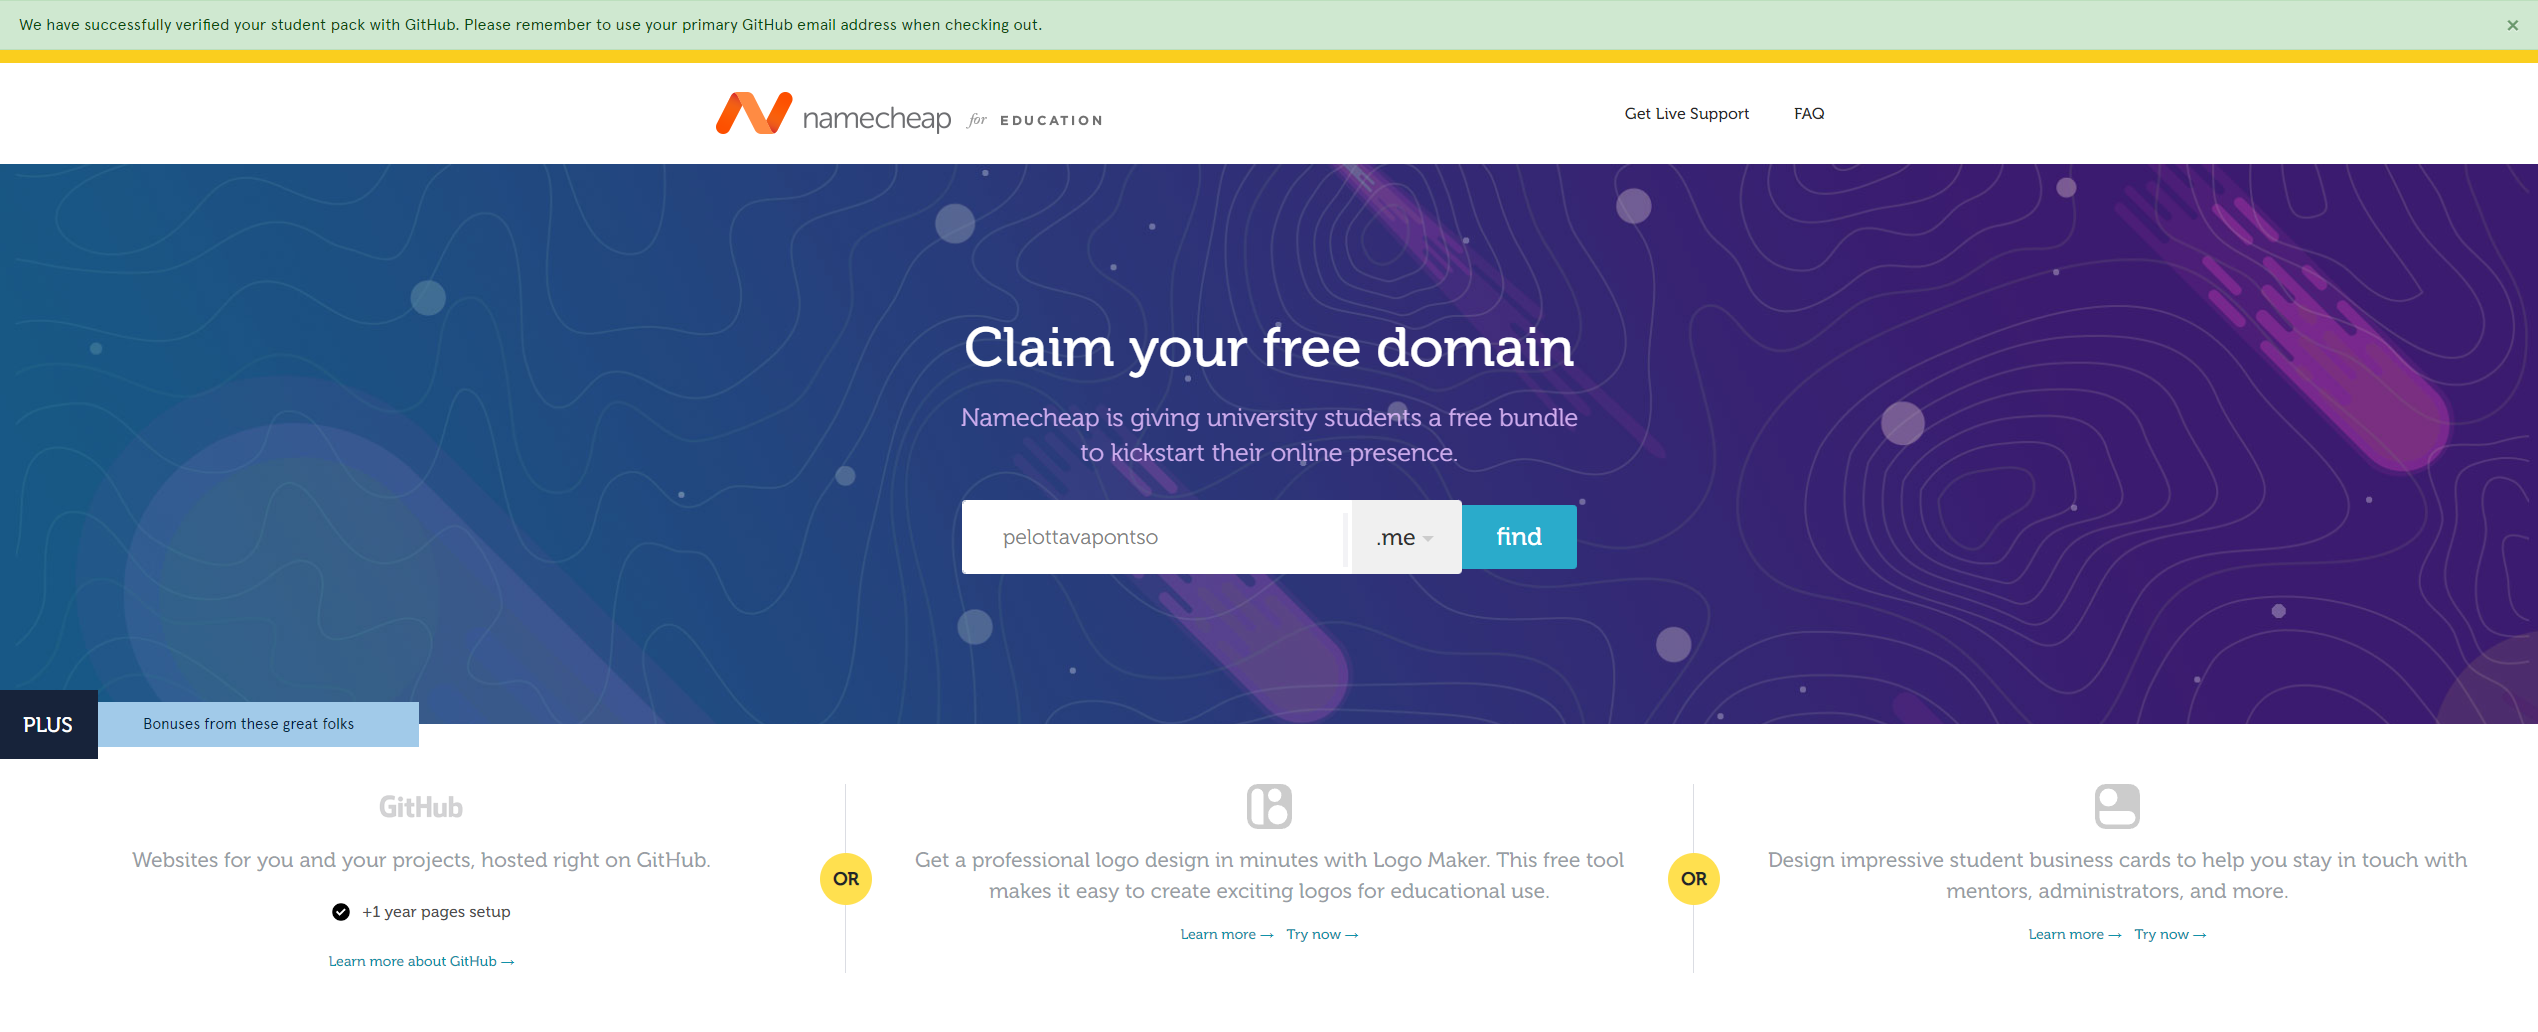 We have successfully verified your student pack with GitHub. Please remember to use your primary GitHub email address when checking out.
×
namecheap for EDUCATION
Get Live Support
FAQ
Claim your free domain
Namecheap is giving university students a free bundle
to kickstart their online presence.
pelottavapontso
.me
find
PLUS
Bonuses from these great folks
GitHub
Websites for you and your projects, hosted right on GitHub.
+1 year pages setup
Learn more about GitHub →
OR
Get a professional logo design in minutes with Logo Maker. This free tool
makes it easy to create exciting logos for educational use.
Learn more → Try now →
OR
Design impressive student business cards to help you stay in touch with
mentors, administrators, and more.
Learn more → Try now →